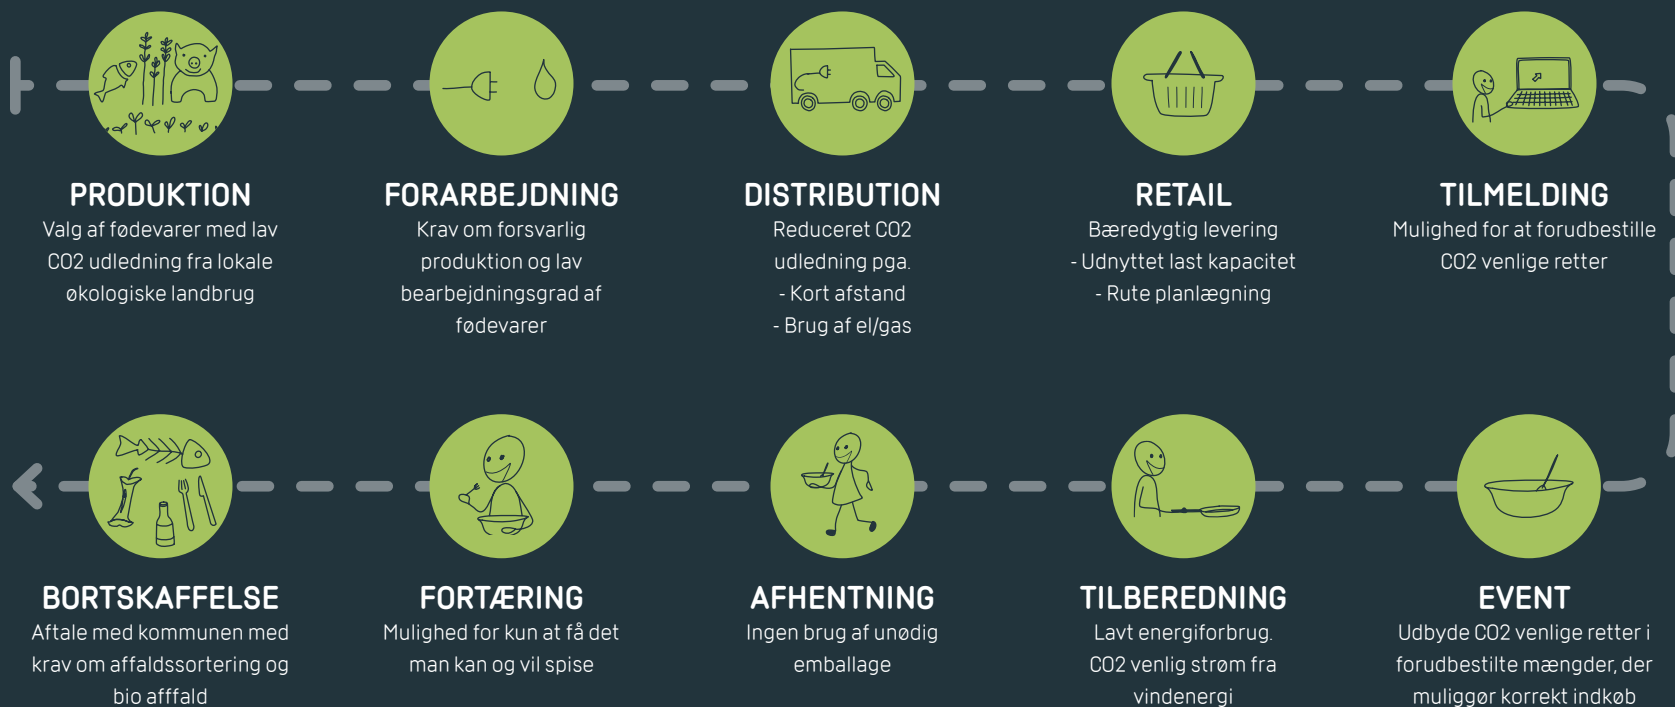 PRODUKTION
Valg af fødevarer med lav
CO2 udledning fra lokale
økologiske landbrug
FORARBEJDNING
Krav om forsvarlig
produktion og lav
bearbejdningsgrad af
fødevarer
DISTRIBUTION
Reduceret CO2
udledning pga.
- Kort afstand
- Brug af el/gas
RETAIL
Bæredygtig levering
- Udnyttet last kapacitet
- Rute planlægning
TILMELDING
Mulighed for at forudbestille
CO2 venlige retter
EVENT
Udbyde CO2 venlige retter i
forudbestilte mængder, der
muliggør korrekt indkøb
TILBEREDNING
Lavt energiforbrug.
CO2 venlig strøm fra
vindenergi
AFHENTNING
Ingen brug af unødig
emballage
FORTÆRING
Mulighed for kun at få det
man kan og vil spise
BORTSKAFFELSE
Aftale med kommunen med
krav om affaldssortering og
bio afffald